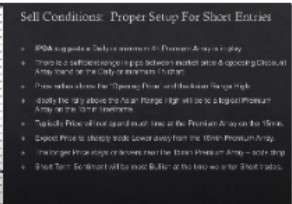 Sell Conditions: Proper Setup For Short Entries
IPDA suggests a Daily or minimum 4h Premium Array is in play.
There is a sufficient range in pips between market price & opposing Discount
Array found on the Daily or minimum 4h chart.
Price rallies above the "Opening Price" and the Asian Range High.
Ideally the rally above the Asian Range High will be to a logical Premium
Array on the 15min timeframe.
Typically Price will not spend much time at the Premium Array on the 15min.
Expect Price to sharply trade Lower away from the 15min Premium Array.
The longer Price stays or hovers near the 15min Premium Array –
Short Term Sentiment will be most Bullish at the time we enter Short trades.